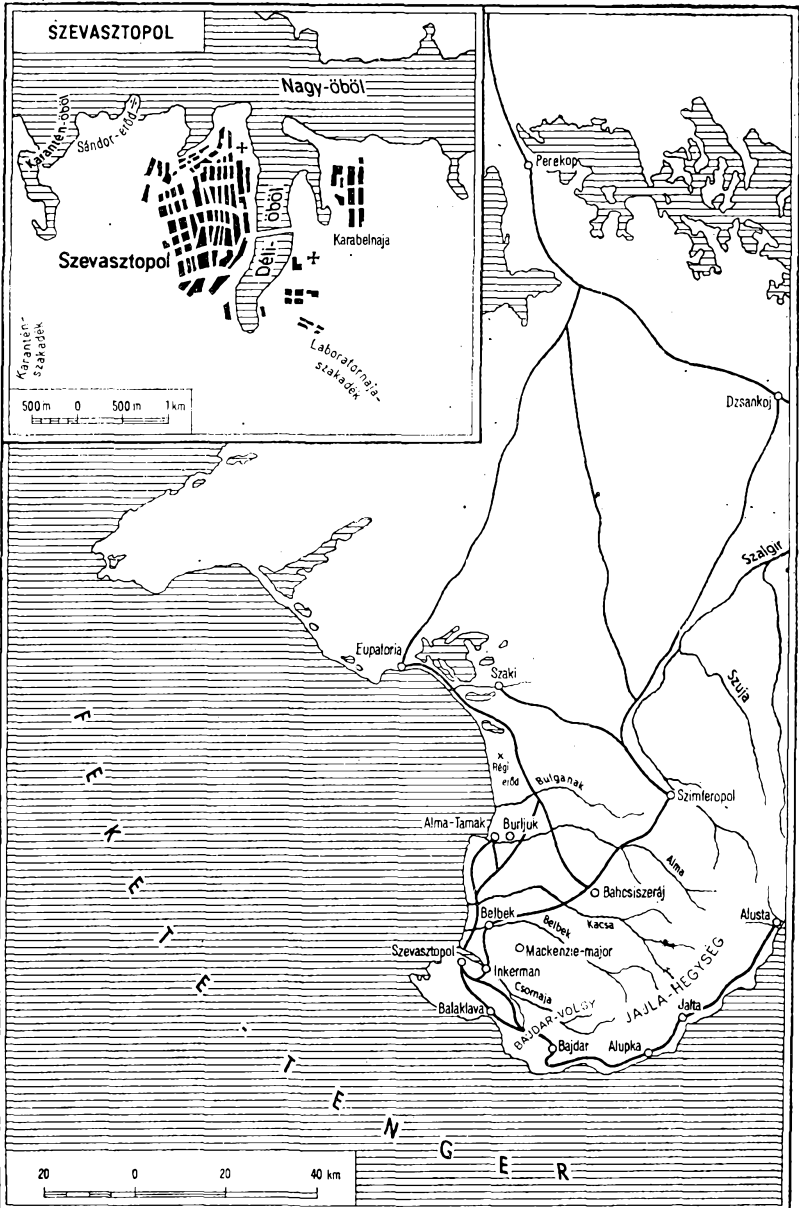 SZEVASZTOPOL
Nagy-öböl
Karantén-öböl
Sándor-erőd
Déli-
öböl
Karabelnaja
Szevasztopol
Karantén-
szakadék
Laboratornaja-
szakadék
500 m 0 500 m 1 km
Perekop
Dzsankoj
Szalgir
Eupatoria
Szaki
Szuja
Régi
erőd
Bulganak
Szimferopol
Alma-Tamak
Burljuk
Alma
Bahcsiszeráj
Alusta
Belbek
Belbek
Kacsa
Szevasztopol
Mackenzie-major
Inkerman
Csornaja
JAJLA-HEGYSÉG
Jalta
Balaklava
BAJDAR-VÖLGY
Bajdar
Alupka
FEKETE-TENGER
20 0 20 40 km